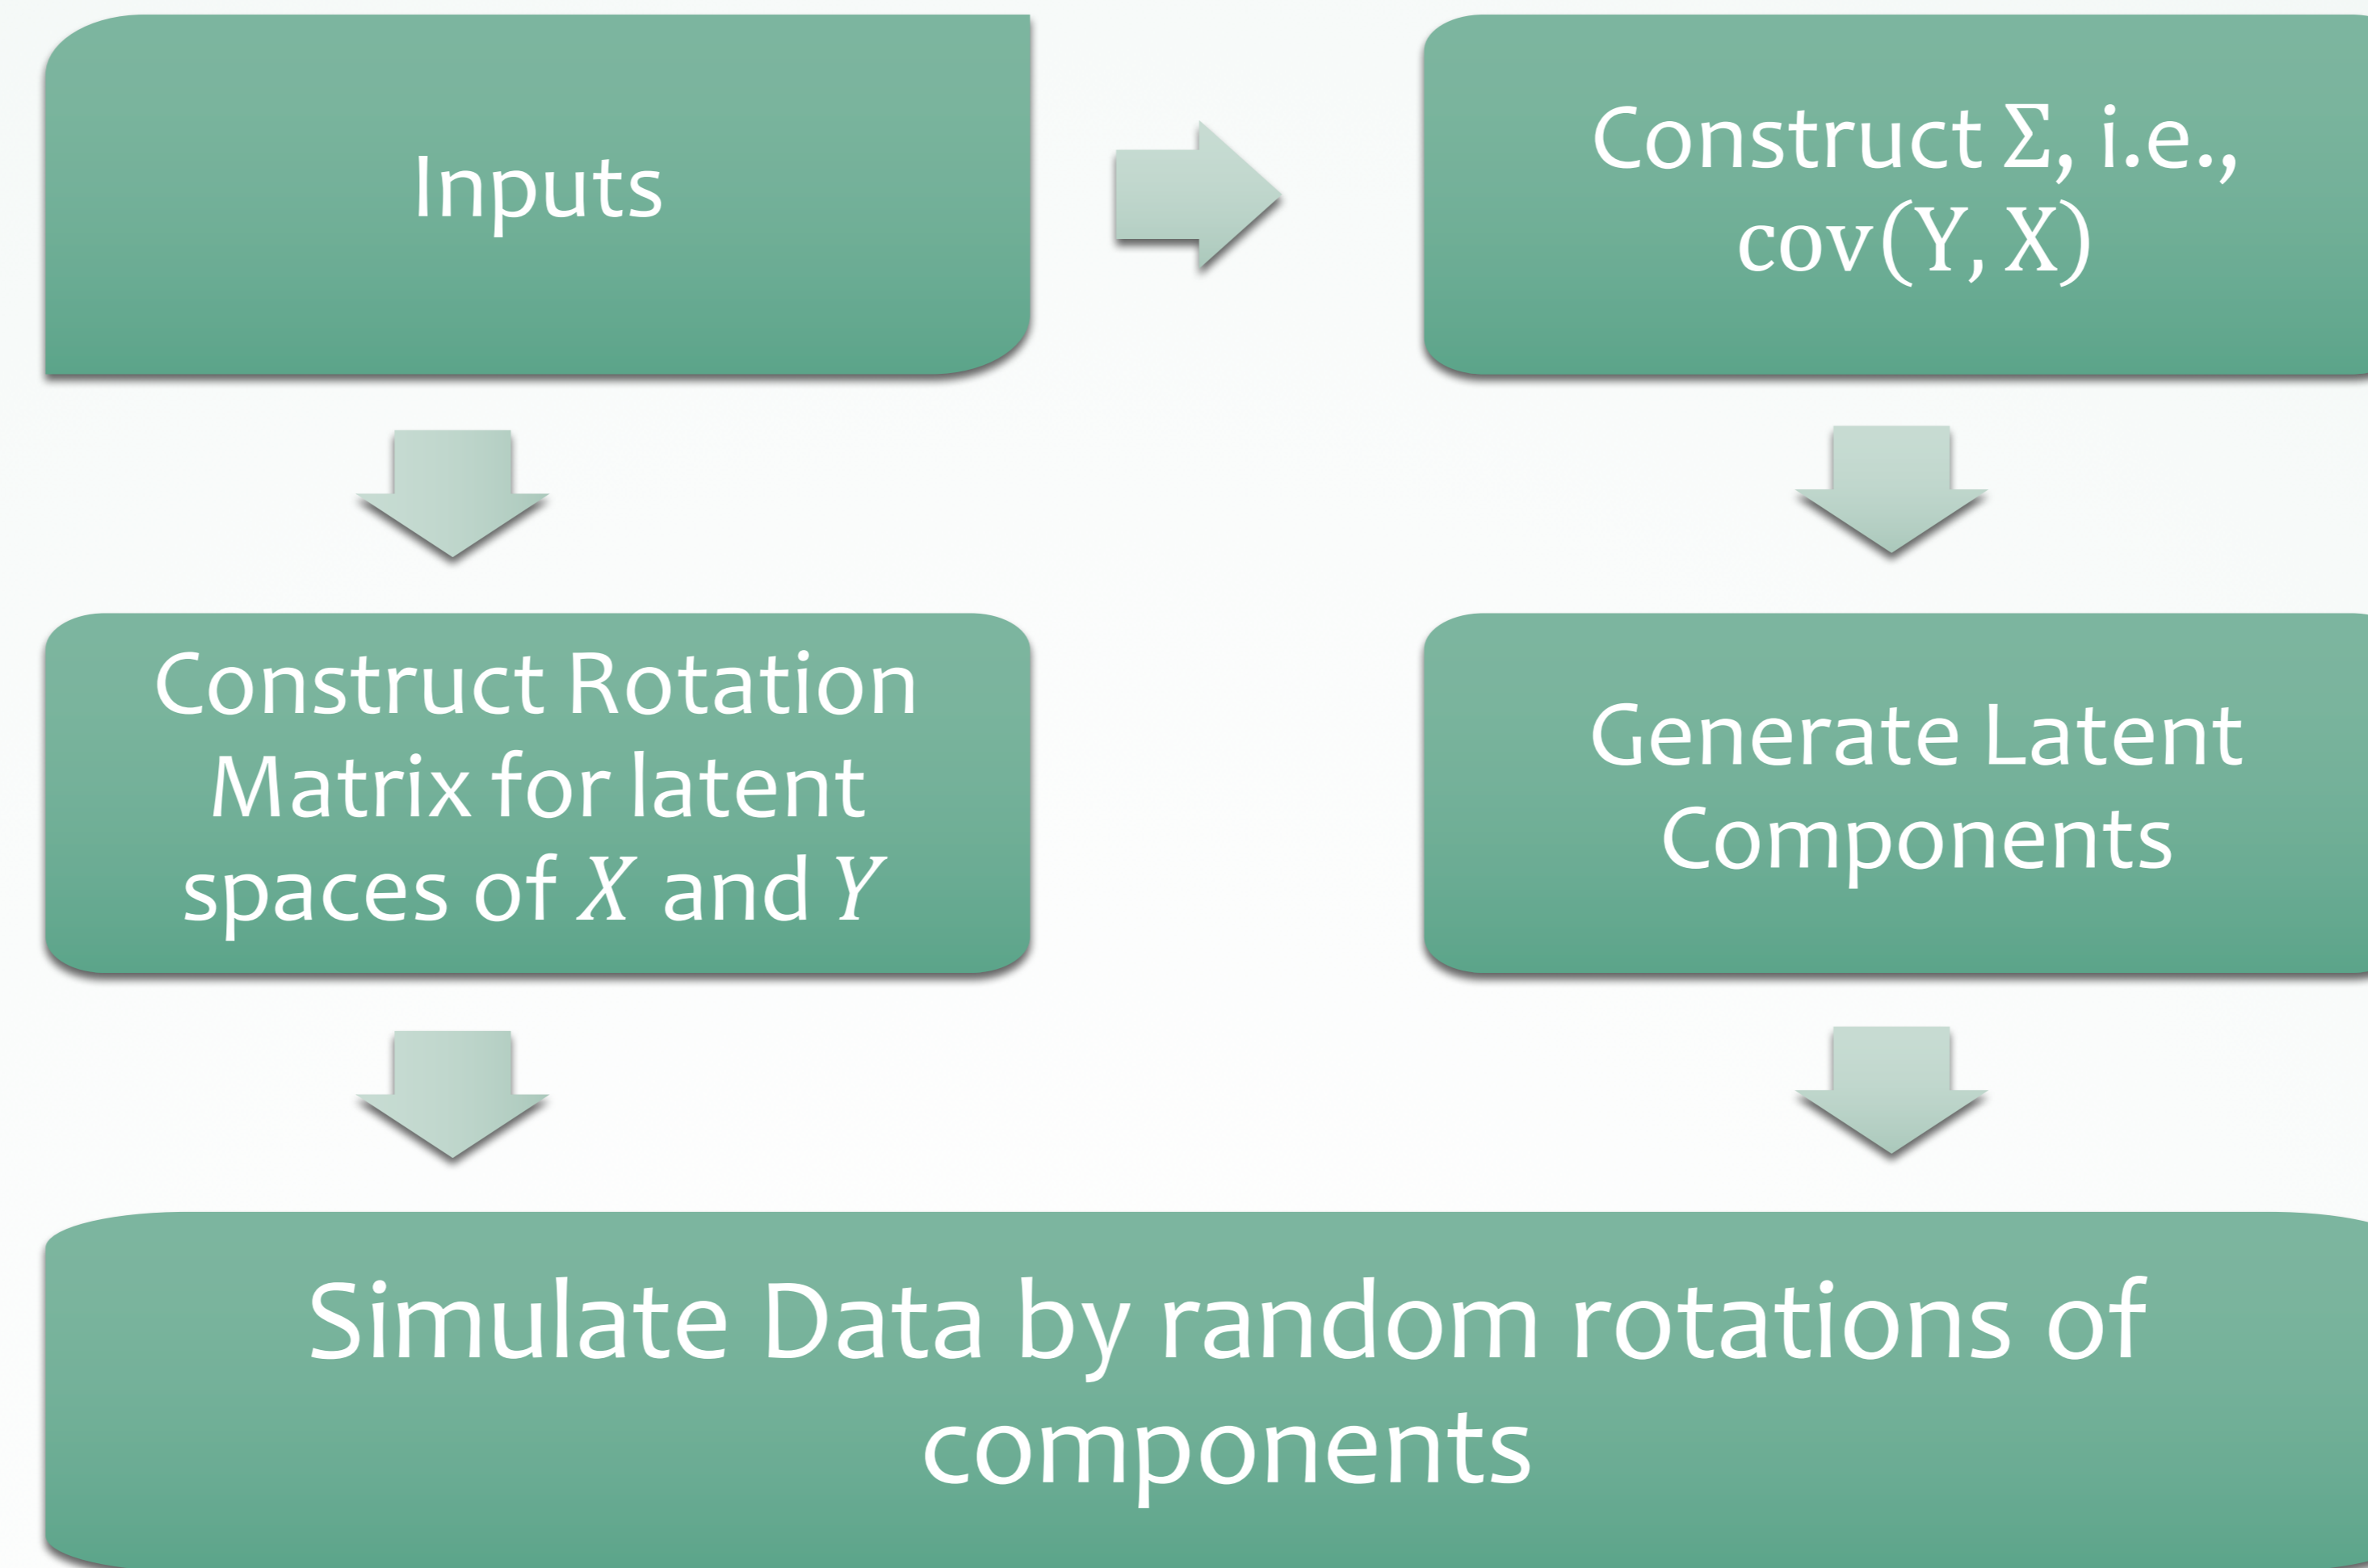 Inputs
Construct Σ, i.e.,
cov(Y, X)
Construct Rotation
Matrix for latent
spaces of X and Y
Generate Latent
Components
Simulate Data by random rotations of
components